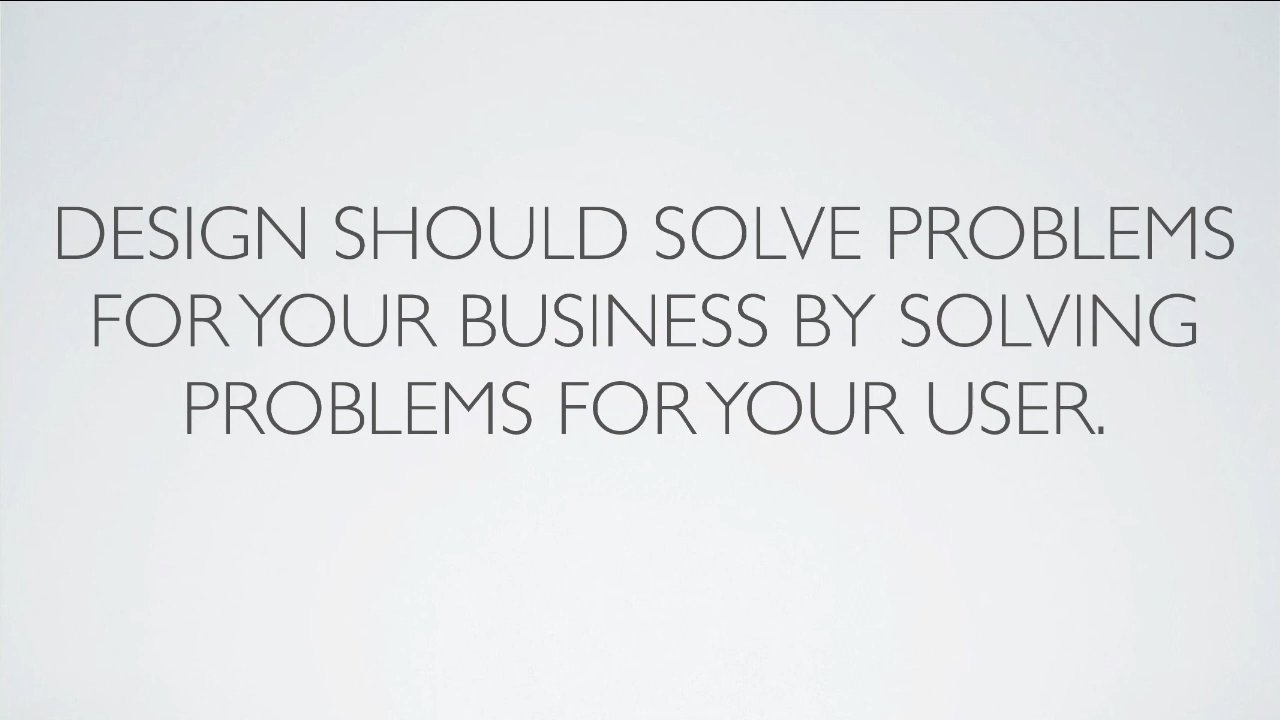 DESIGN SHOULD SOLVE PROBLEMS
FOR YOUR BUSINESS BY SOLVING
PROBLEMS FOR YOUR USER.